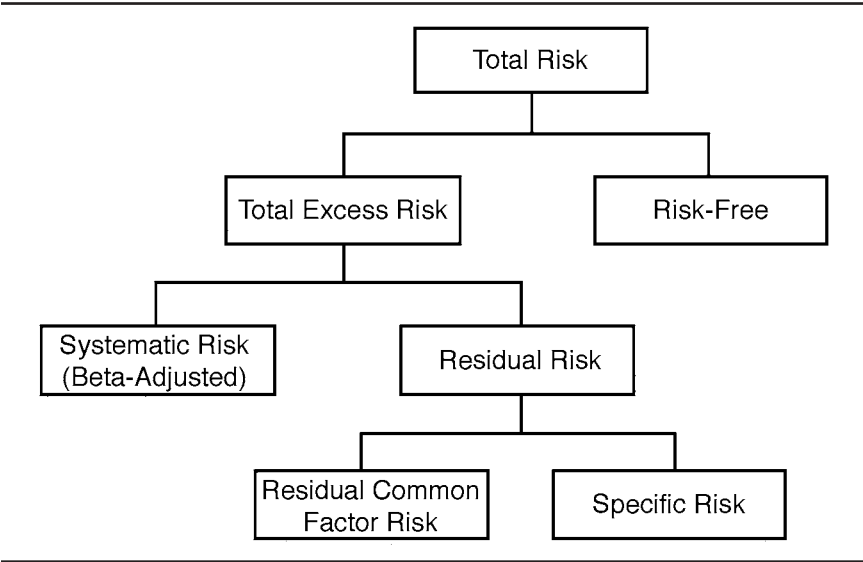 Total Risk
Total Excess Risk
Risk-Free
Systematic Risk
(Beta-Adjusted)
Residual Risk
Residual Common
Factor Risk
Specific Risk